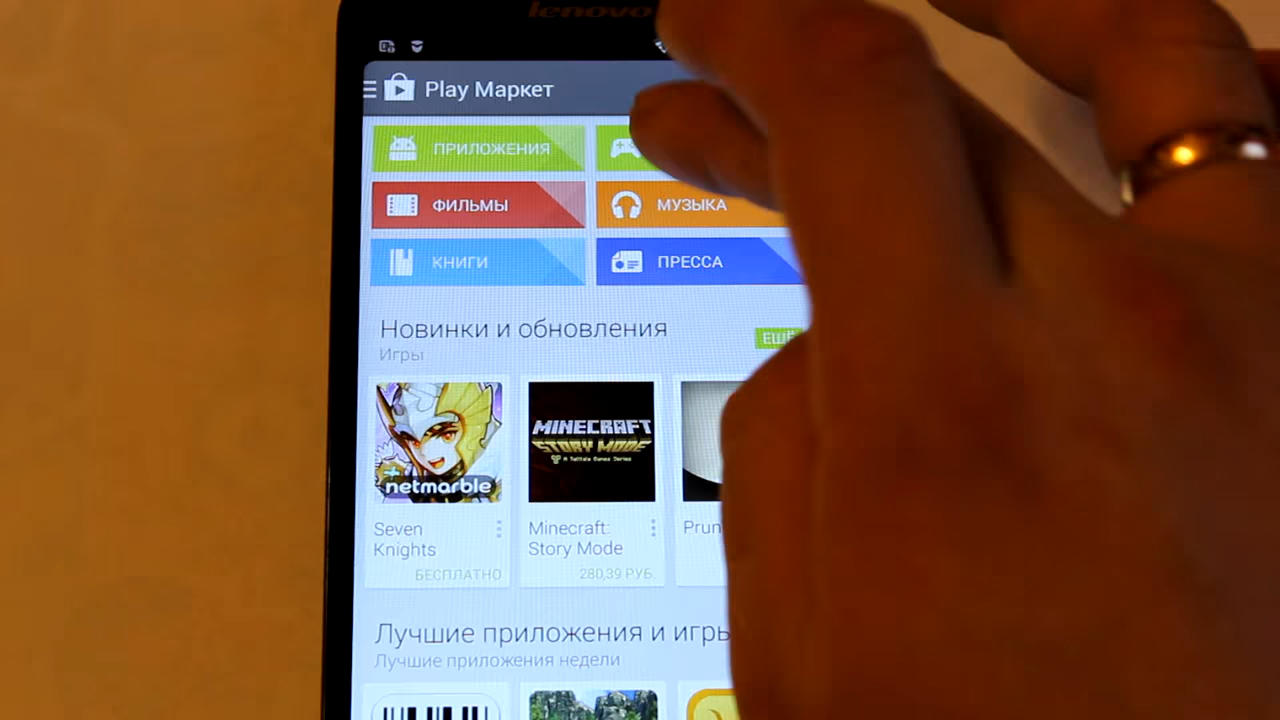 lenovo
Play Маркет
ПРИЛОЖЕНИЯ
ФИЛЬМЫ
МУЗЫКА
КНИГИ
ПРЕССА
Новинки и обновления
Игры
ЕЩЁ
netmarble
MINECRAFT
STORY MODE
A Telltale Games Series
Seven
Knights
БЕСПЛАТНО
Minecraft:
Story Mode
280,39 РУБ.
Prun
Лучшие приложения и игры
Лучшие приложения недели